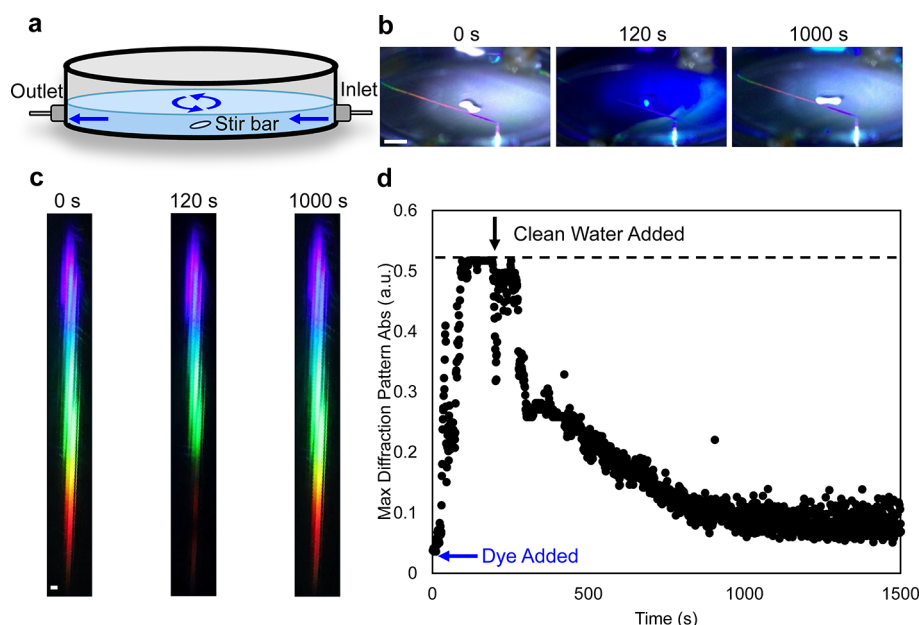 a
Outlet
Inlet
Stir bar
b
0 s
120 s
1000 s
c
0 s
120 s
1000 s
d
Max Diffraction Pattern Abs (a.u.)
0.6
0.5
0.4
0.3
0.2
0.1
0
Clean Water Added
Dye Added
0
500
1000
1500
Time (s)